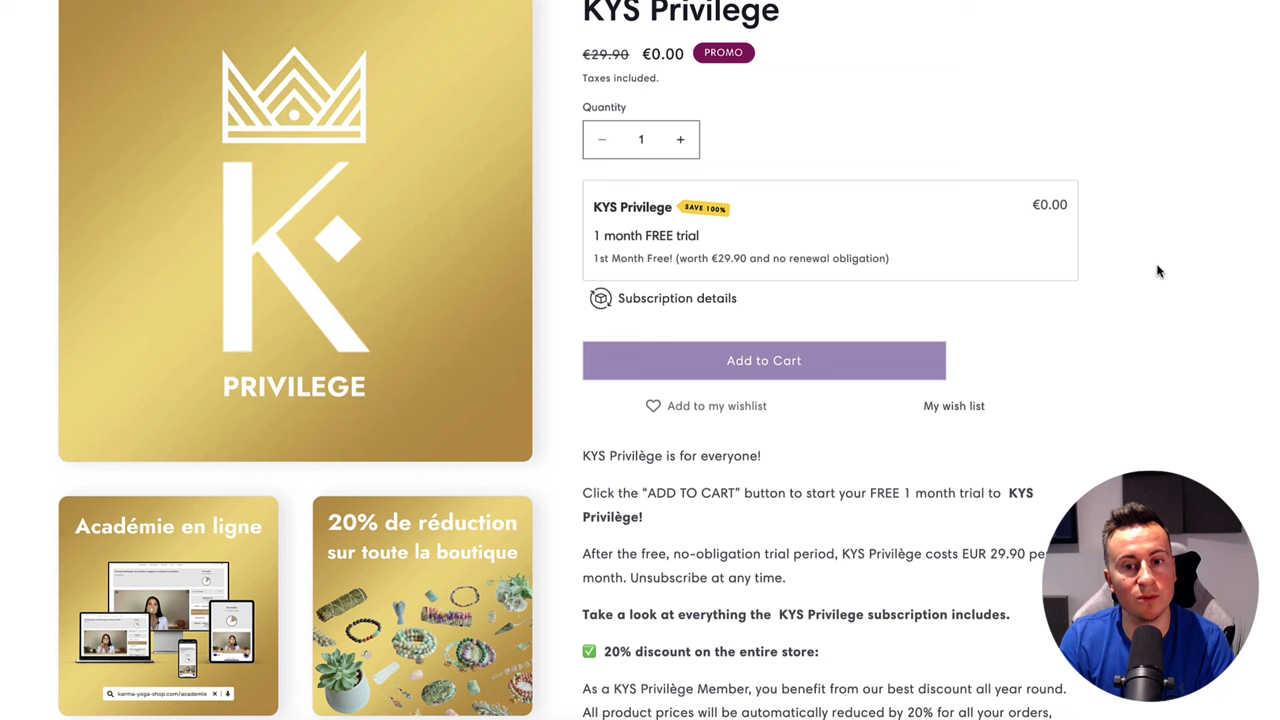 KYS Privilege
€29.90 €0.00 PROMO
Taxes included.
Quantity
− 1 +
KYS Privilege SAVE 100% €0.00
1 month FREE trial
1st Month Free! (worth €29.90 and no renewal obligation)
Subscription details
Add to Cart
Add to my wishlist My wish list
KYS Privilège is for everyone!
Click the “ADD TO CART” button to start your FREE 1 month trial to KYS
Privilège!
After the free, no-obligation trial period, KYS Privilège costs EUR 29.90 pe
month. Unsubscribe at any time.
Take a look at everything the KYS Privilege subscription includes.
✅ 20% discount on the entire store:
As a KYS Privilège Member, you benefit from our best discount all year round.
All product prices will be automatically reduced by 20% for all your orders,
K
PRIVILEGE
Académie en ligne
karma-yoga-shop.com/academie
20% de réduction
sur toute la boutique